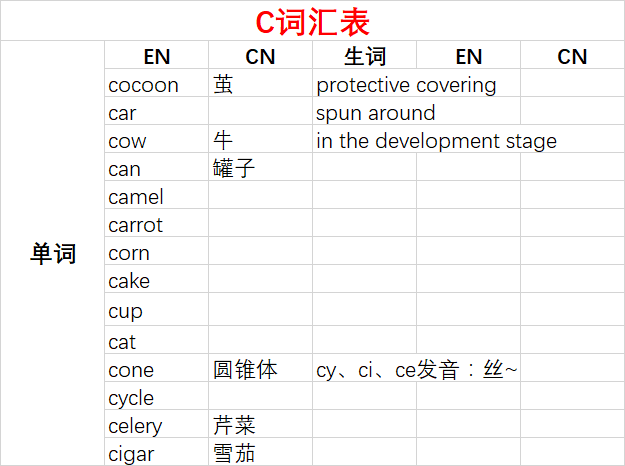 C词汇表
EN CN 生词 EN CN
cocoon 茧 protective covering
car spun around
cow 牛 in the development stage
can 罐子
camel
carrot
单词
corn
cake
cup
cat
cone 圆锥体 cy、ci、ce发音：丝~
cycle
celery 芹菜
cigar 雪茄